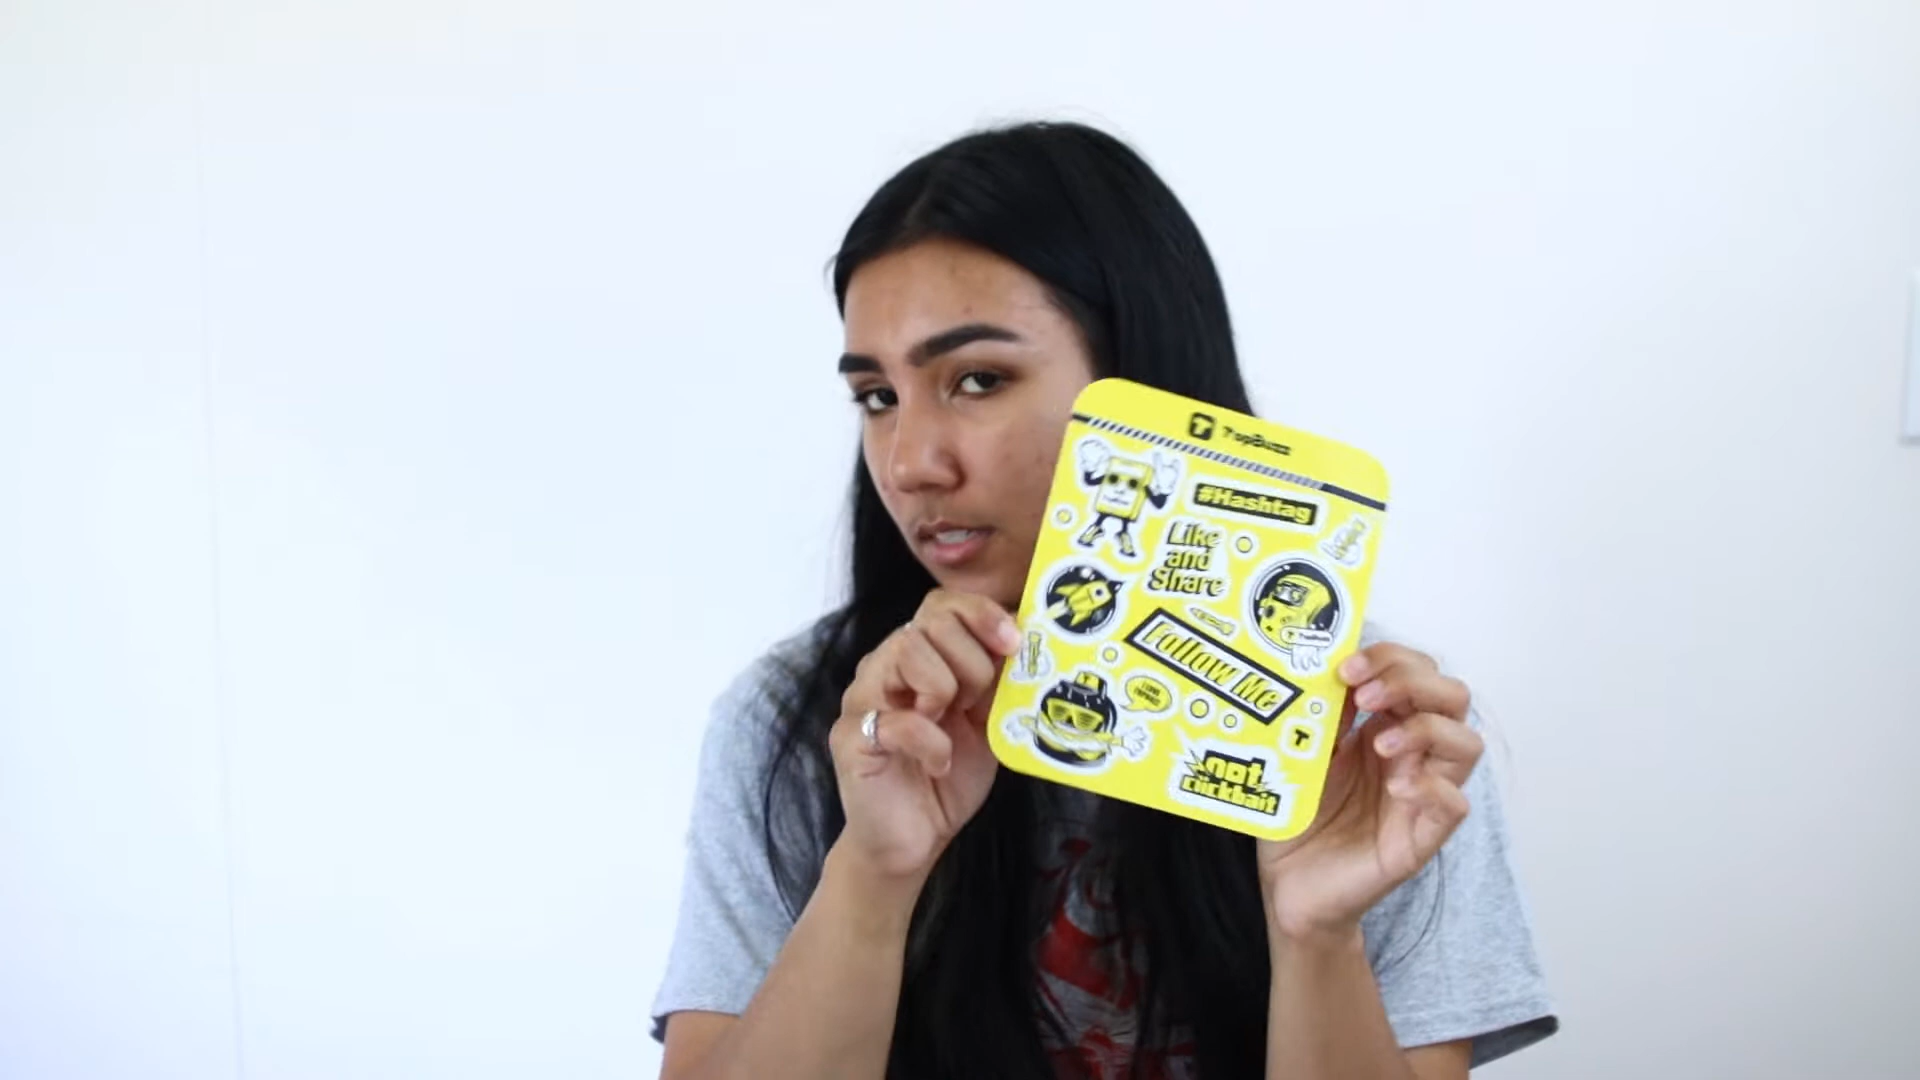 TopBuzz
#Hashtag
Like
and
Share
Follow Me
T
not
clickbait